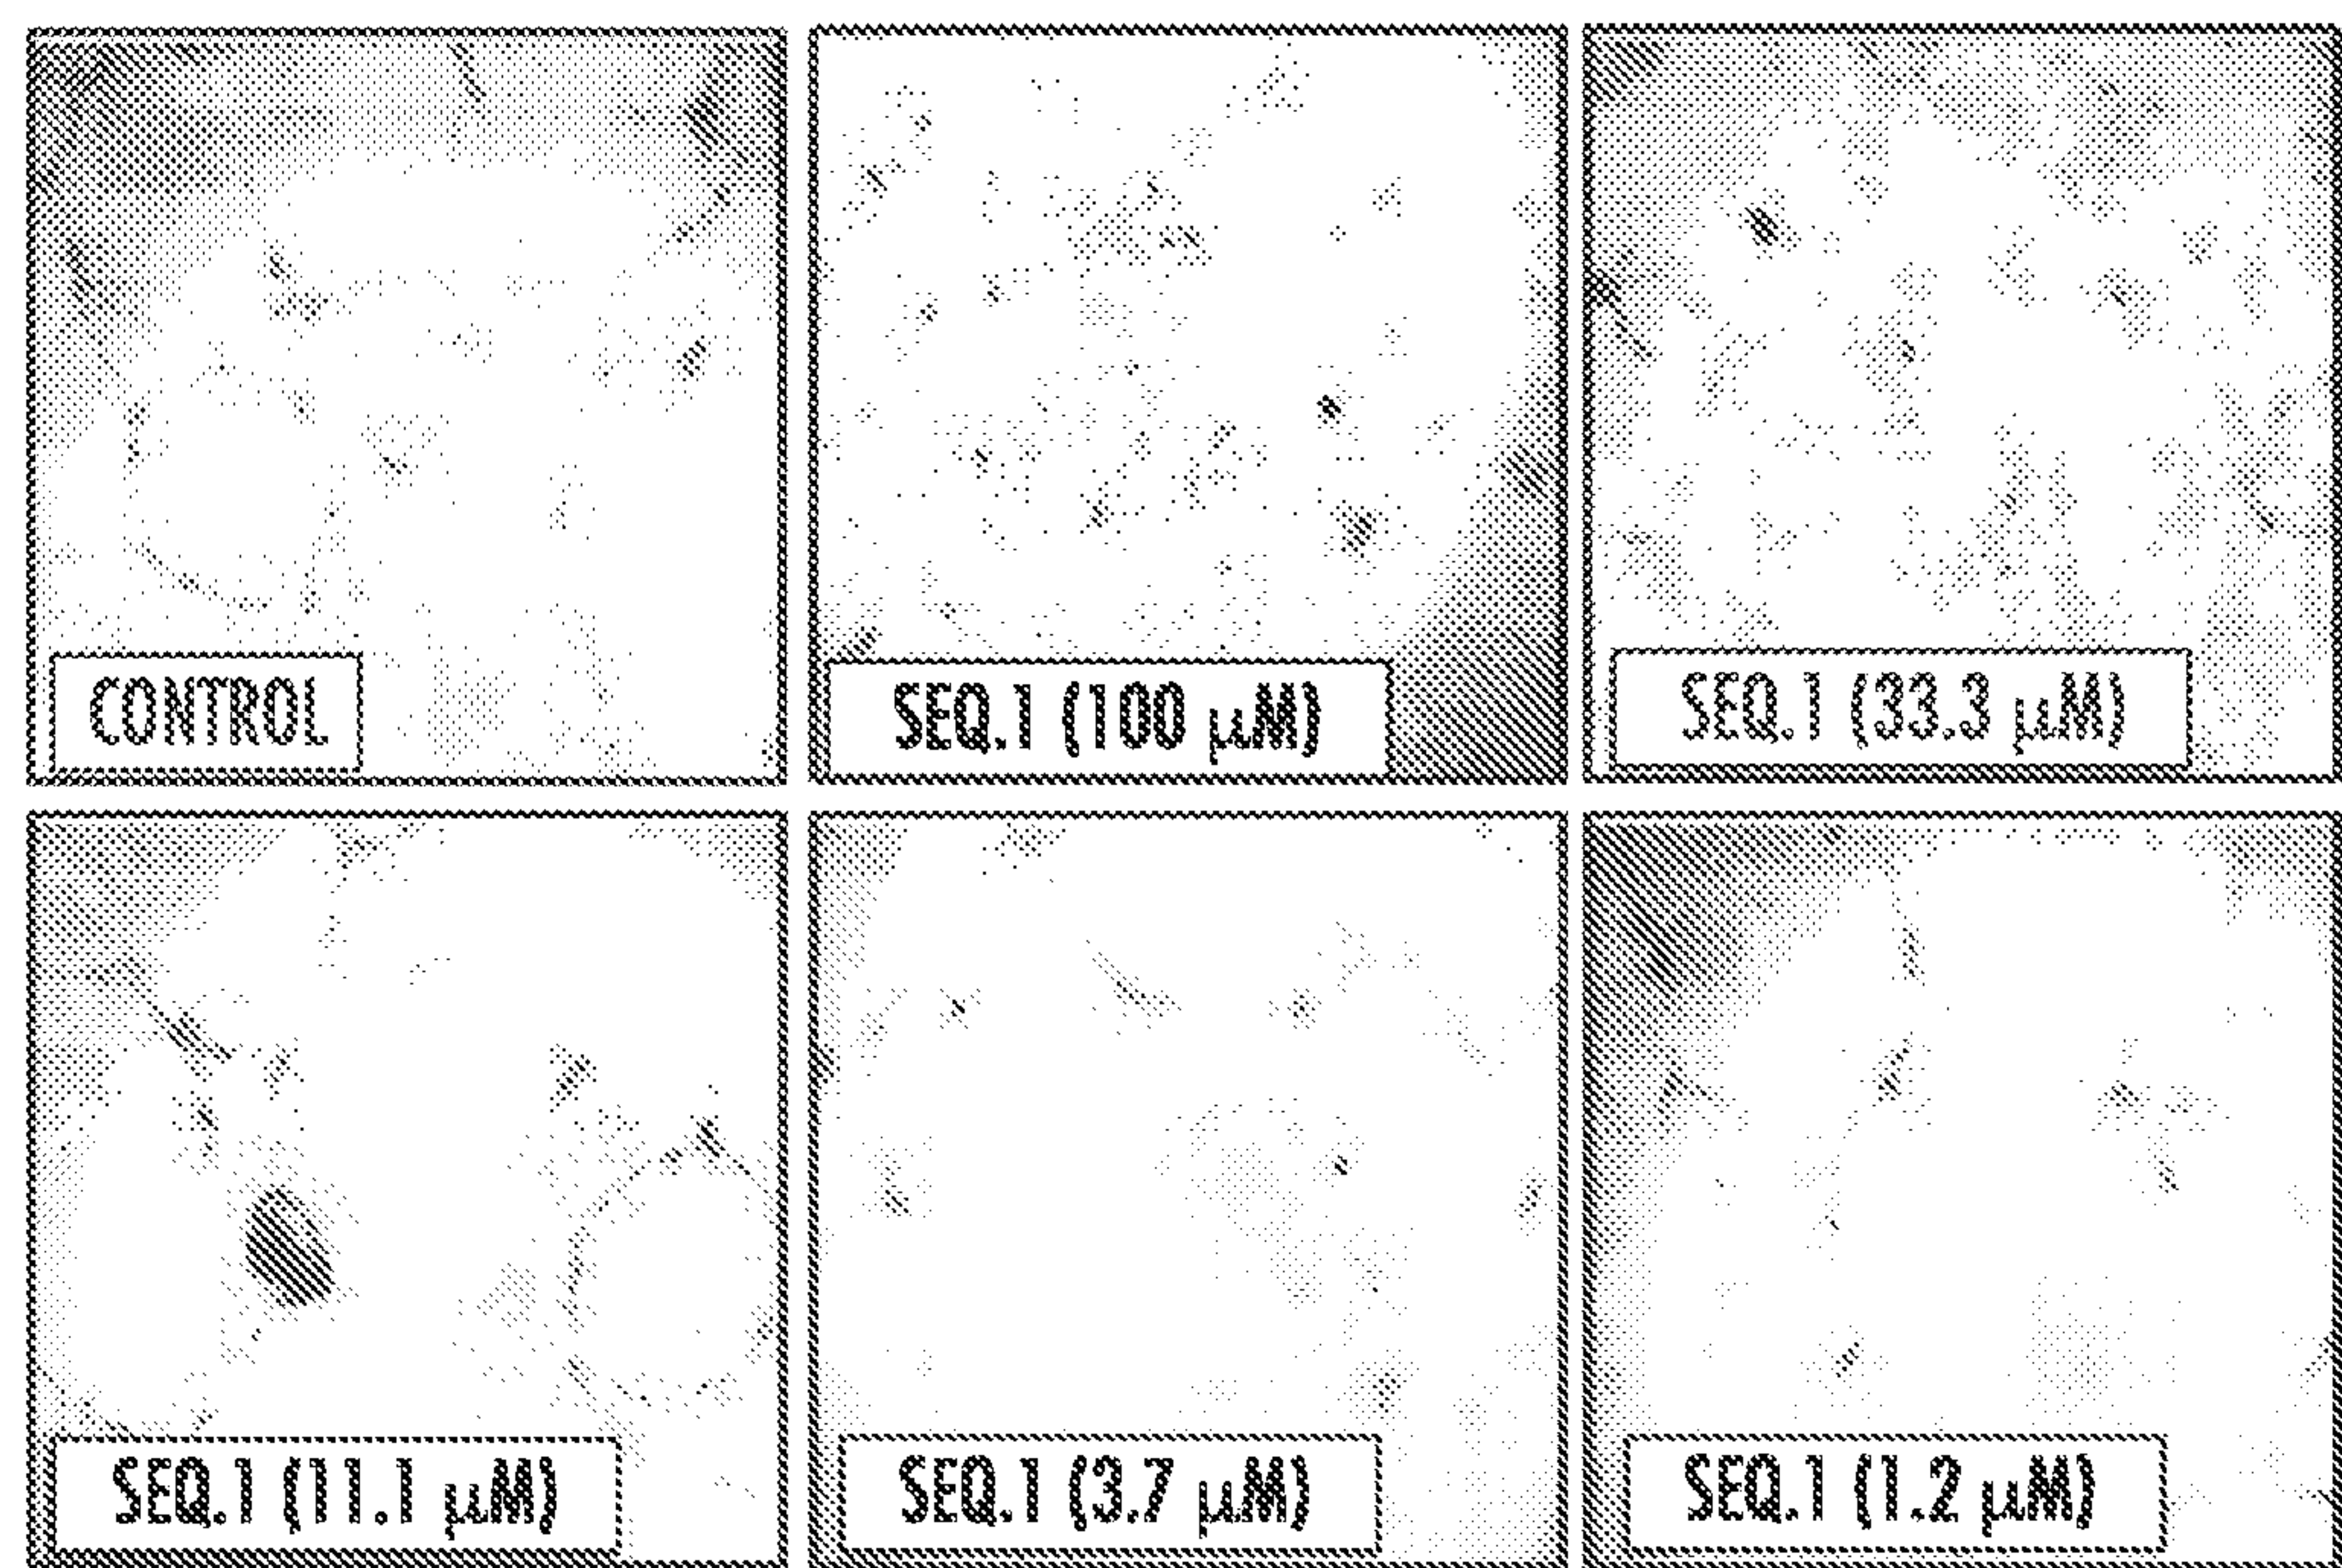 CONTROL
SEQ.1 (100 µM)
SEQ.1 (33.3 µM)
SEQ.1 (11.1 µM)
SEQ.1 (3.7 µM)
SEQ.1 (1.2 µM)